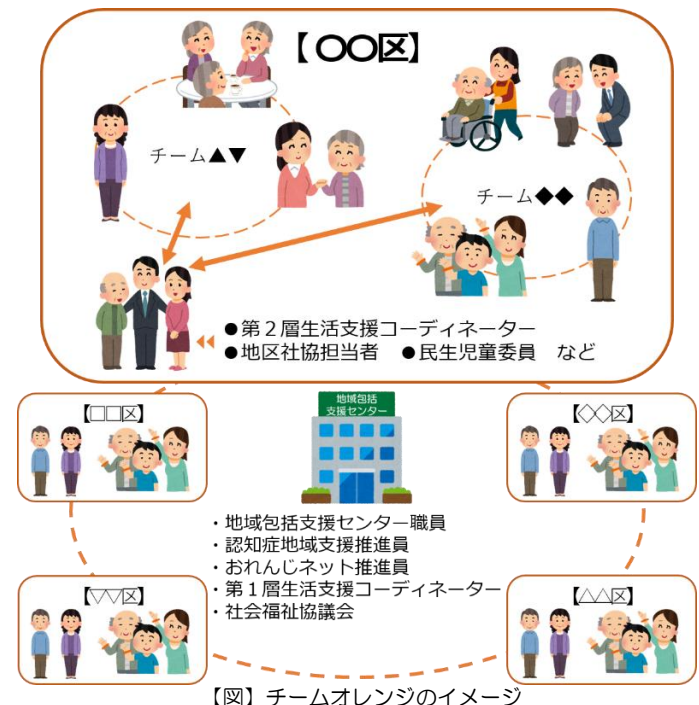 【〇〇区】
チーム▲▼
チーム◆◆
●第２層生活支援コーディネーター
●地区社協担当者　●民生児童委員　など
【□□区】
地域包括
支援センター
【◇◇区】
・地域包括支援センター職員
・認知症地域支援推進員
・おれんじネット推進員
・第１層生活支援コーディネーター
・社会福祉協議会
【▽▽区】
【△△区】
【図】チームオレンジのイメージ